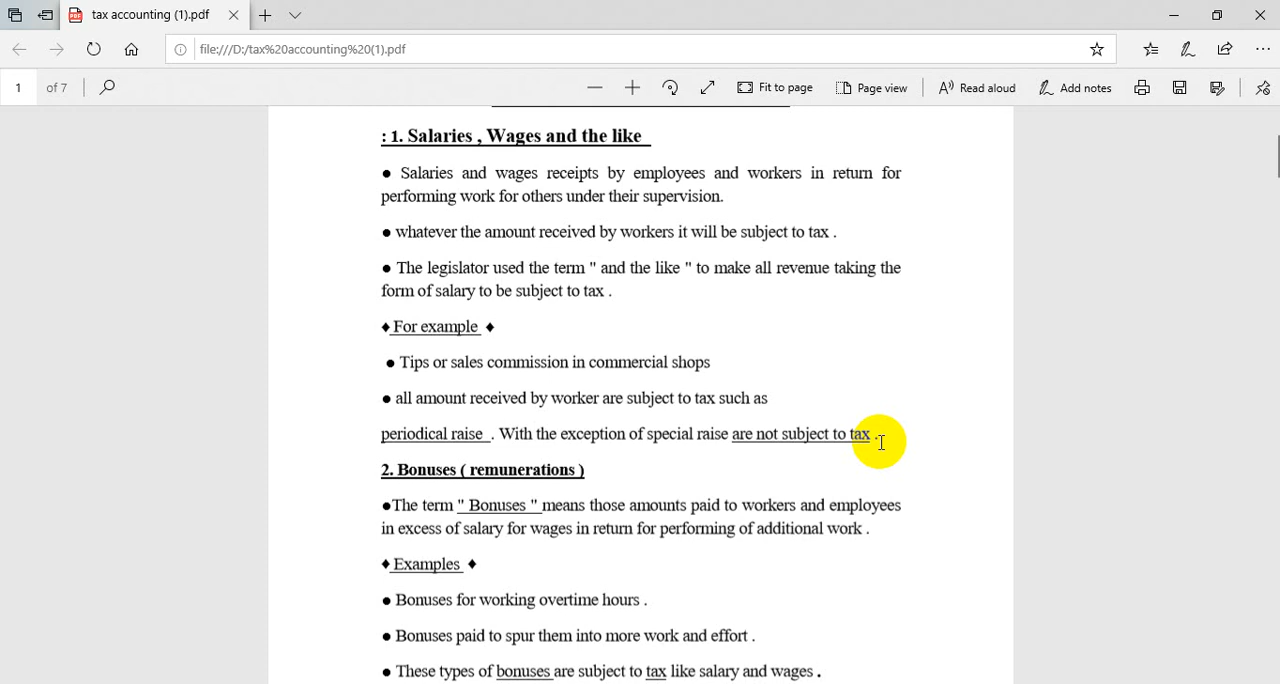 tax accounting (1).pdf
file:///D:/tax%20accounting%20(1).pdf
1 of 7 Fit to page Page view Read aloud Add notes
: 1. Salaries , Wages and the like
● Salaries and wages receipts by employees and workers in return for
performing work for others under their supervision.
● whatever the amount received by workers it will be subject to tax .
● The legislator used the term " and the like " to make all revenue taking the
form of salary to be subject to tax .
♦ For example ♦
● Tips or sales commission in commercial shops
● all amount received by worker are subject to tax such as
periodical raise . With the exception of special raise are not subject to tax .
2. Bonuses ( remunerations )
●The term " Bonuses " means those amounts paid to workers and employees
in excess of salary for wages in return for performing of additional work .
♦ Examples ♦
● Bonuses for working overtime hours .
● Bonuses paid to spur them into more work and effort .
● These types of bonuses are subject to tax like salary and wages .